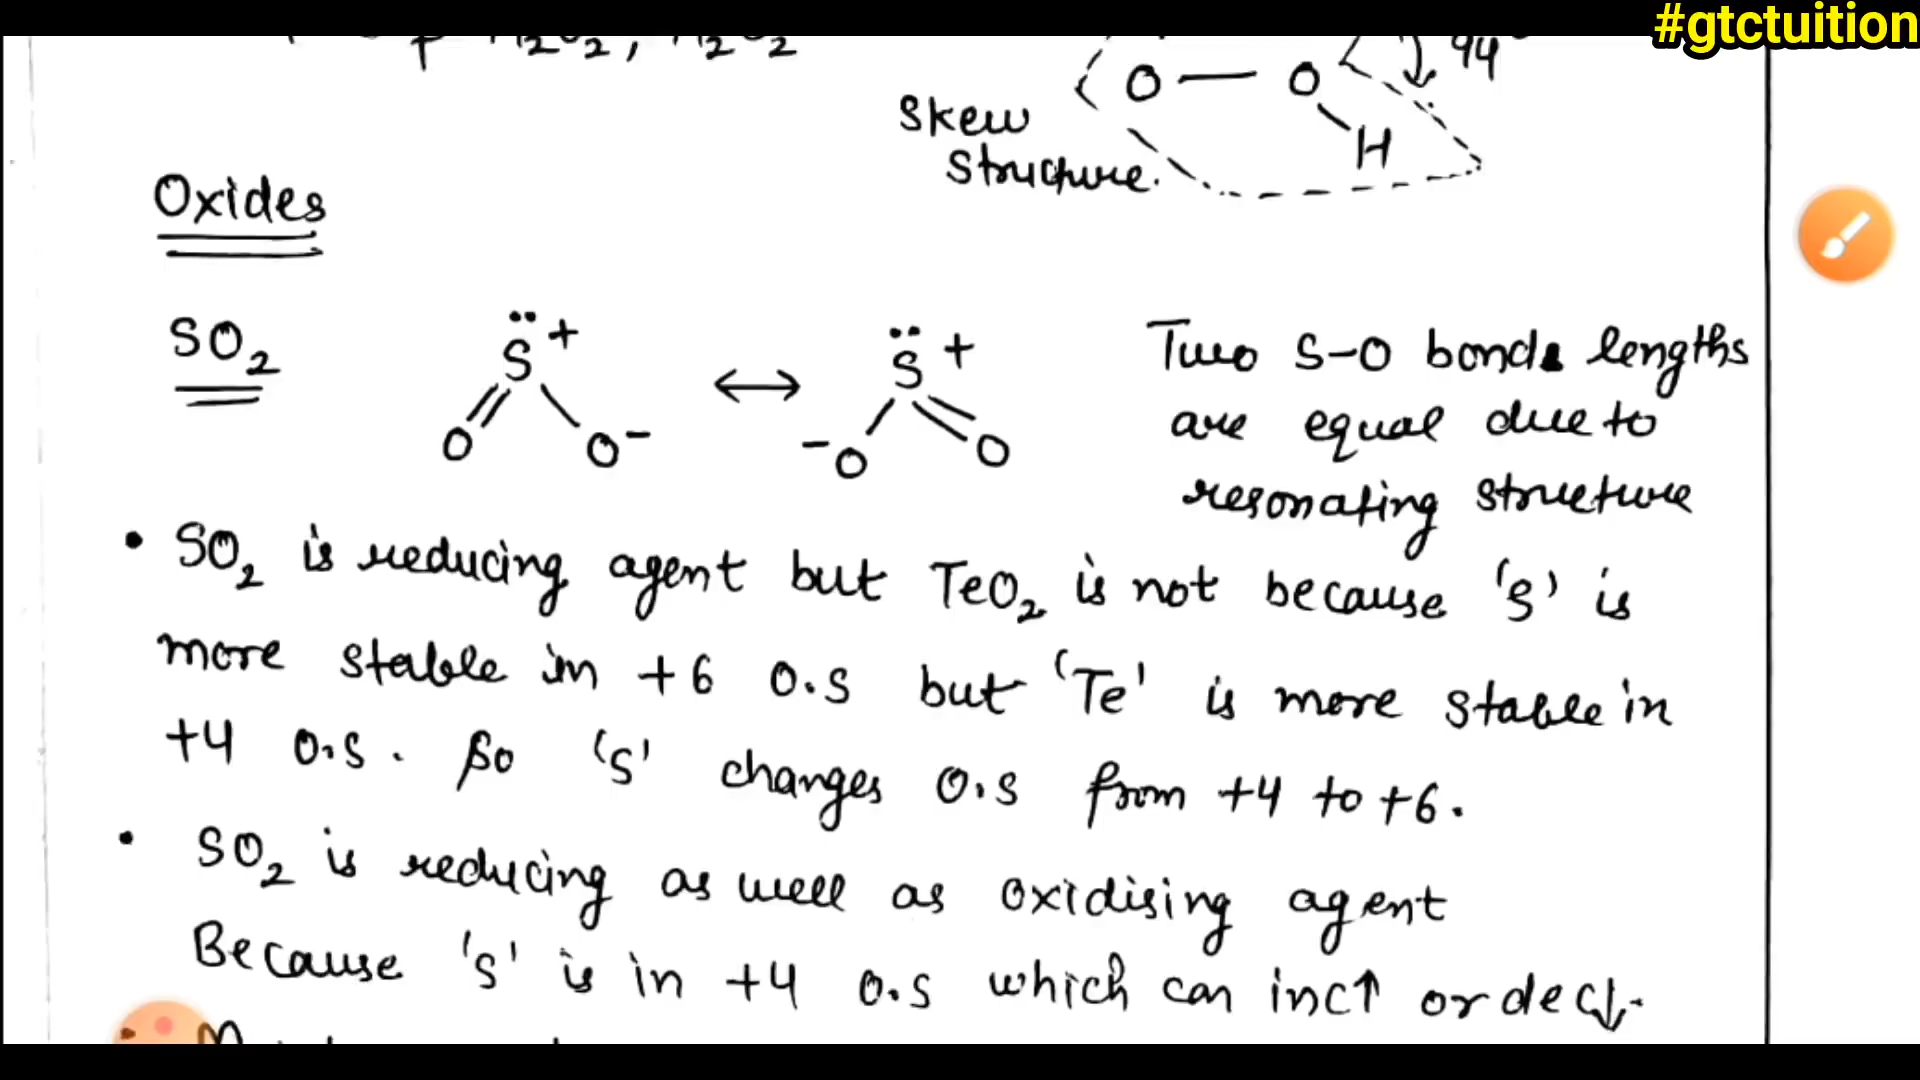 #gtctuition
94°
O — O
H
Skew
Structure.
Oxides
SO2
S +
O O-
↔
S +
-O O
Two S-O bonds lengths
are equal due to
resonating structure
• SO2 is reducing agent but TeO2 is not because 'S' is
more stable in +6 O.S but 'Te' is more stable in
+4 O.S. So 'S' changes O.S from +4 to +6.
• SO2 is reducing as well as oxidising agent
Because 'S' is in +4 O.S which can inc↑ or dec↓.